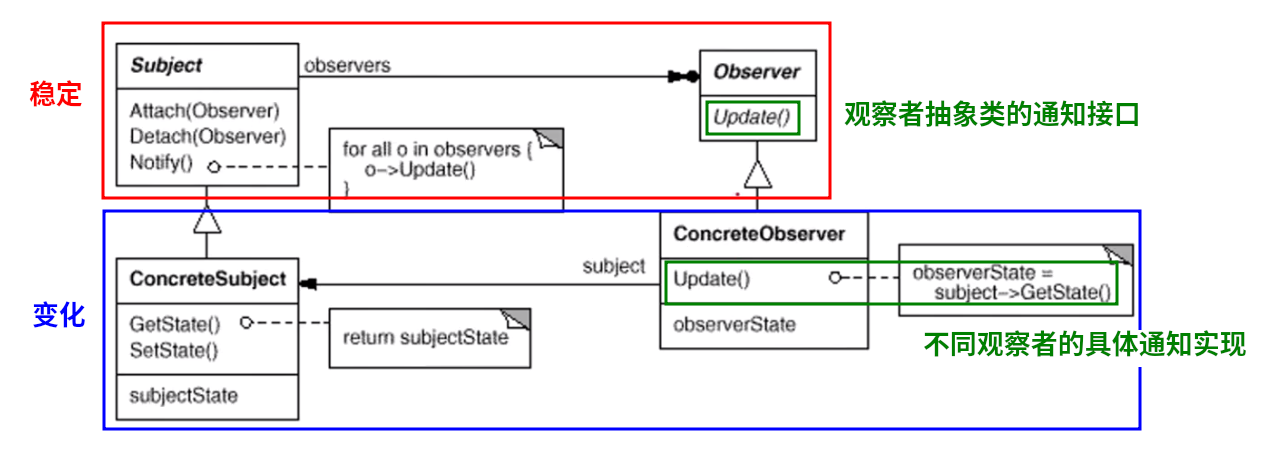 稳定
Subject
Attach(Observer)
Detach(Observer)
Notify()
observers
for all o in observers {
o->Update()
}
Observer
Update()
观察者抽象类的通知接口
变化
ConcreteSubject
GetState()
SetState()
subjectState
return subjectState
subject
ConcreteObserver
Update()
observerState
observerState =
subject->GetState()
不同观察者的具体通知实现